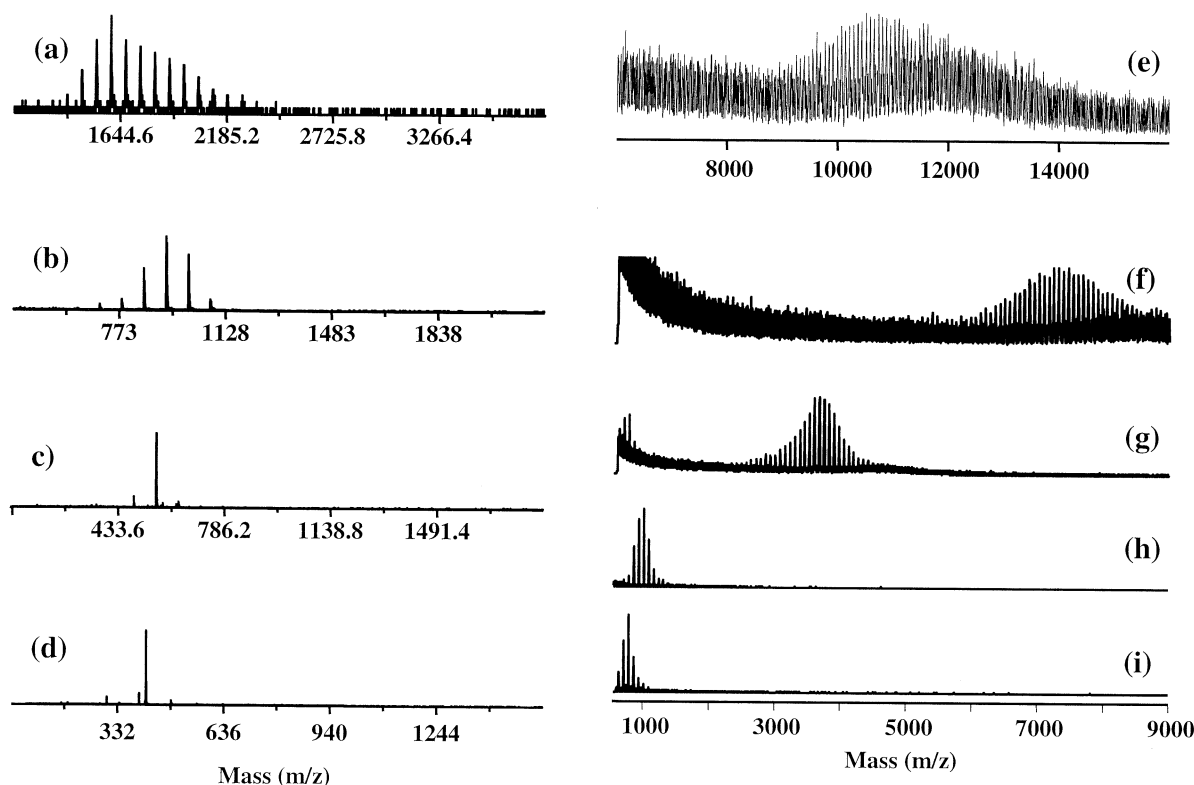 (a)
1644.6 2185.2 2725.8 3266.4
(b)
773 1128 1483 1838
c)
433.6 786.2 1138.8 1491.4
(d)
332 636 940 1244
Mass (m/z)
(e)
8000 10000 12000 14000
(f)
(g)
(h)
(i)
1000 3000 5000 7000 9000
Mass (m/z)